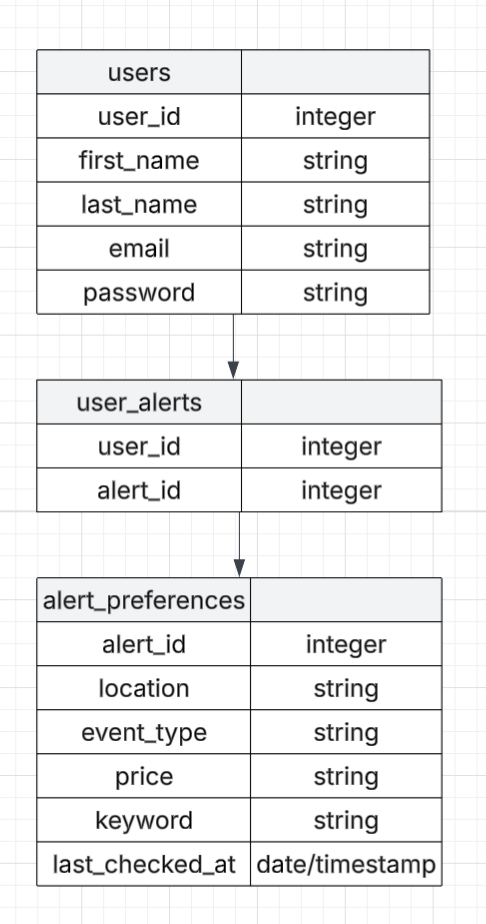 users
user_id integer
first_name string
last_name string
email string
password string
user_alerts
user_id integer
alert_id integer
alert_preferences
alert_id integer
location string
event_type string
price string
keyword string
last_checked_at date/timestamp